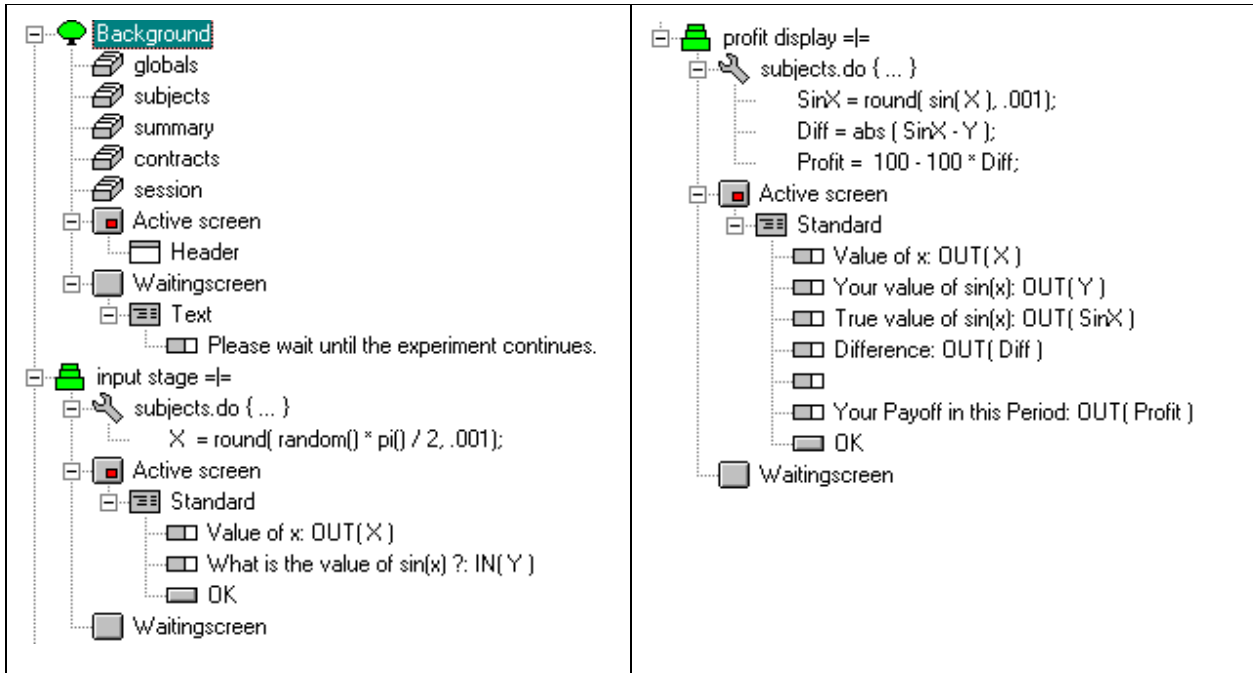 Background
globals
subjects
summary
contracts
session
Active screen
Header
Waitingscreen
Text
Please wait until the experiment continues.
input stage =|=
subjects.do { ... }
X = round( random() * pi() / 2, .001);
Active screen
Standard
Value of x: OUT( X )
What is the value of sin(x) ?: IN( Y )
OK
Waitingscreen
profit display =|=
subjects.do { ... }
SinX = round( sin( X ), .001);
Diff = abs ( SinX - Y );
Profit = 100 - 100 * Diff;
Active screen
Standard
Value of x: OUT( X )
Your value of sin(x): OUT( Y )
True value of sin(x): OUT( SinX )
Difference: OUT( Diff )
Your Payoff in this Period: OUT( Profit )
OK
Waitingscreen